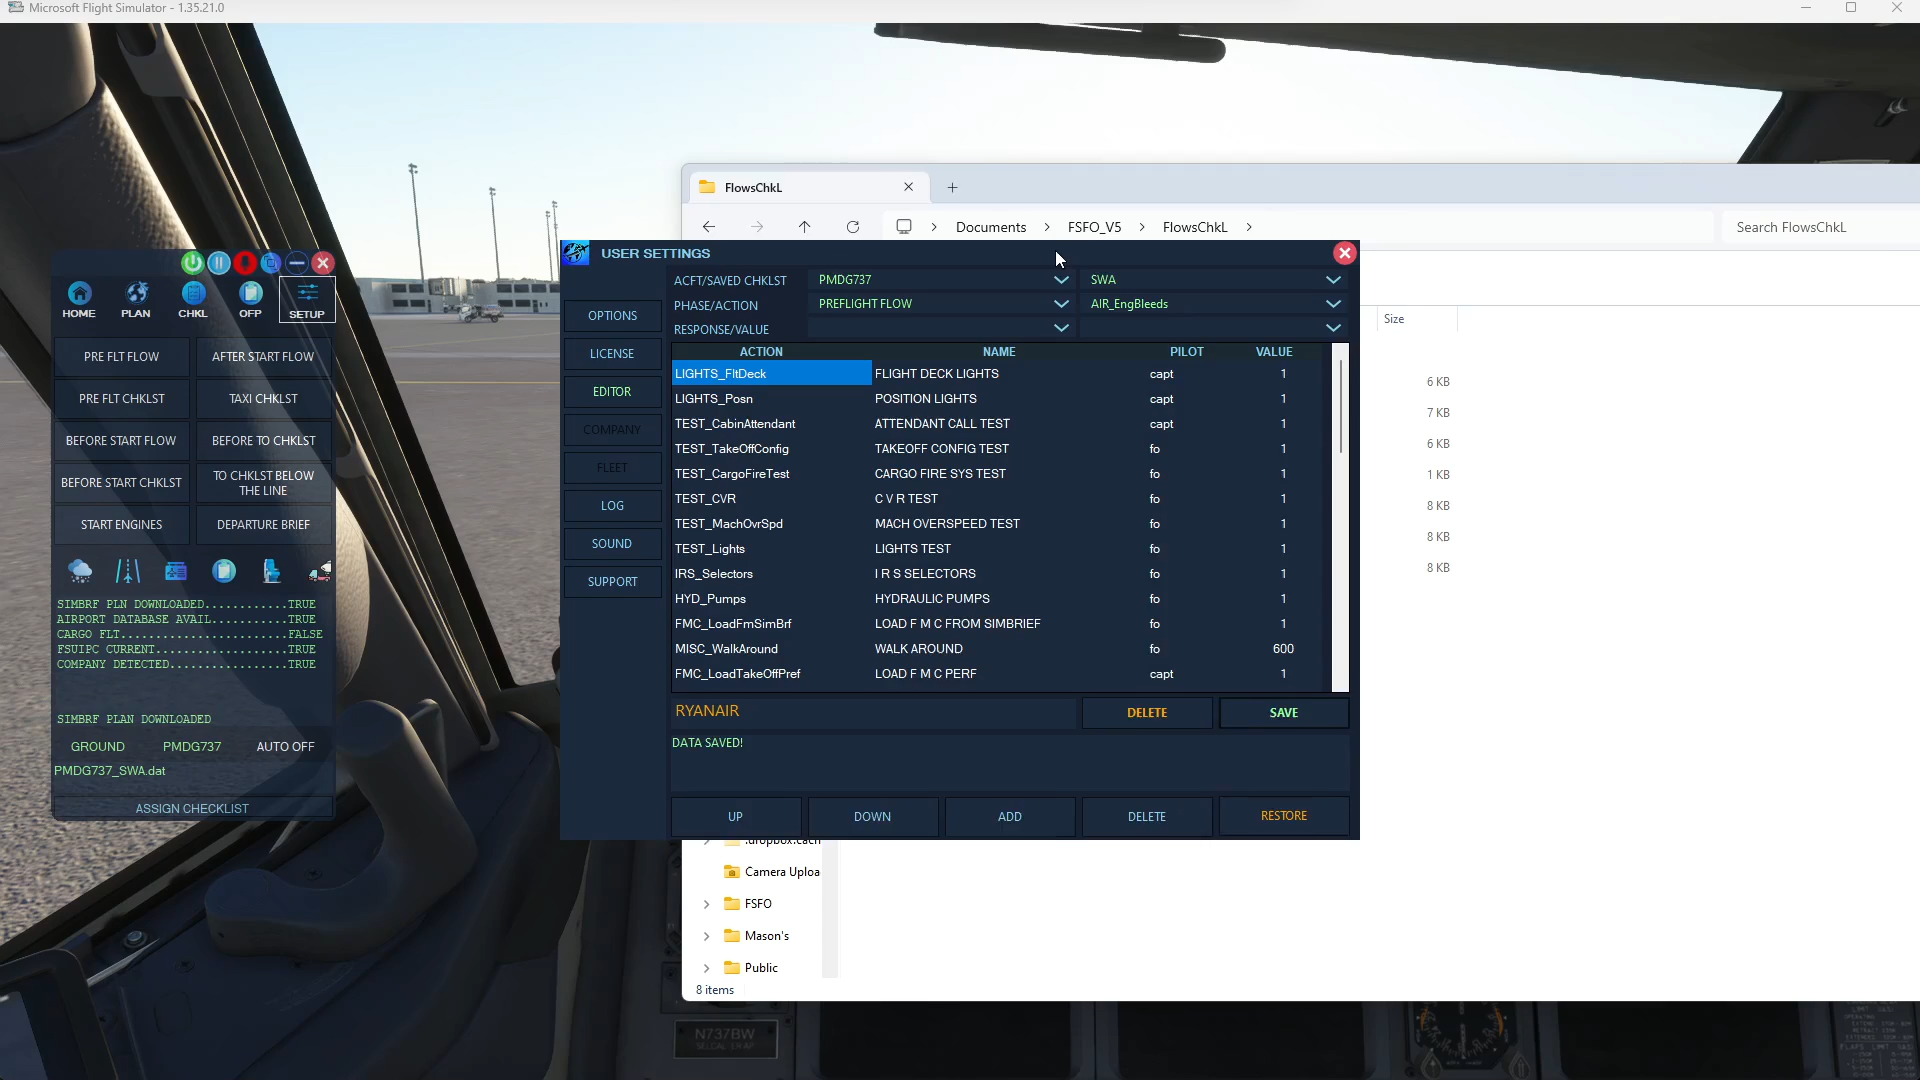 Microsoft Flight Simulator - 1.35.21.0
FlowsChkL
Documents > FSFO_V5 > FlowsChkL >
Search FlowsChkL
Size
6 KB
7 KB
6 KB
1 KB
8 KB
8 KB
8 KB
Camera Uploa
FSFO
Mason's
Public
8 items
HOME PLAN CHKL OFP SETUP
PRE FLT FLOW AFTER START FLOW
PRE FLT CHKLST TAXI CHKLST
BEFORE START FLOW BEFORE TO CHKLST
BEFORE START CHKLST TO CHKLST BELOW
THE LINE
START ENGINES DEPARTURE BRIEF
SIMBRF PLN DOWNLOADED............TRUE
AIRPORT DATABASE AVAIL...........TRUE
CARGO FLT........................FALSE
FSUIPC CURRENT...................TRUE
COMPANY DETECTED.................TRUE
SIMBRF PLAN DOWNLOADED
GROUND PMDG737 AUTO OFF
PMDG737_SWA.dat
ASSIGN CHECKLIST
USER SETTINGS
OPTIONS
LICENSE
EDITOR
COMPANY
FLEET
LOG
SOUND
SUPPORT
ACFT/SAVED CHKLST PMDG737 SWA
PHASE/ACTION PREFLIGHT FLOW AIR_EngBleeds
RESPONSE/VALUE
ACTION NAME PILOT VALUE
LIGHTS_FltDeck FLIGHT DECK LIGHTS capt 1
LIGHTS_Posn POSITION LIGHTS capt 1
TEST_CabinAttendant ATTENDANT CALL TEST capt 1
TEST_TakeOffConfig TAKEOFF CONFIG TEST fo 1
TEST_CargoFireTest CARGO FIRE SYS TEST fo 1
TEST_CVR C V R TEST fo 1
TEST_MachOvrSpd MACH OVERSPEED TEST fo 1
TEST_Lights LIGHTS TEST fo 1
IRS_Selectors I R S SELECTORS fo 1
HYD_Pumps HYDRAULIC PUMPS fo 1
FMC_LoadFmSimBrf LOAD F M C FROM SIMBRIEF fo 1
MISC_WalkAround WALK AROUND fo 600
FMC_LoadTakeOffPref LOAD F M C PERF capt 1
RYANAIR DELETE SAVE
DATA SAVED!
UP DOWN ADD DELETE RESTORE
N737BW